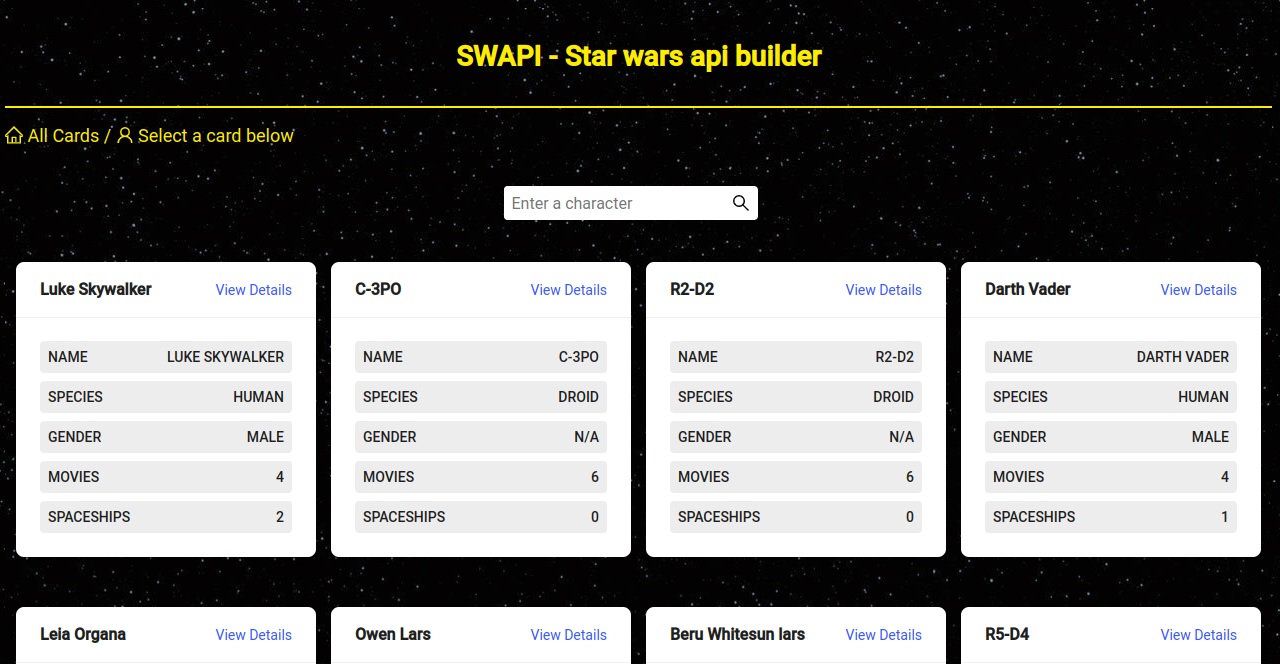 SWAPI - Star wars api builder
All Cards / Select a card below
Enter a character
Luke Skywalker View Details
NAME LUKE SKYWALKER
SPECIES HUMAN
GENDER MALE
MOVIES 4
SPACESHIPS 2
C-3PO View Details
NAME C-3PO
SPECIES DROID
GENDER N/A
MOVIES 6
SPACESHIPS 0
R2-D2 View Details
NAME R2-D2
SPECIES DROID
GENDER N/A
MOVIES 6
SPACESHIPS 0
Darth Vader View Details
NAME DARTH VADER
SPECIES HUMAN
GENDER MALE
MOVIES 4
SPACESHIPS 1
Leia Organa View Details
Owen Lars View Details
Beru Whitesun lars View Details
R5-D4 View Details